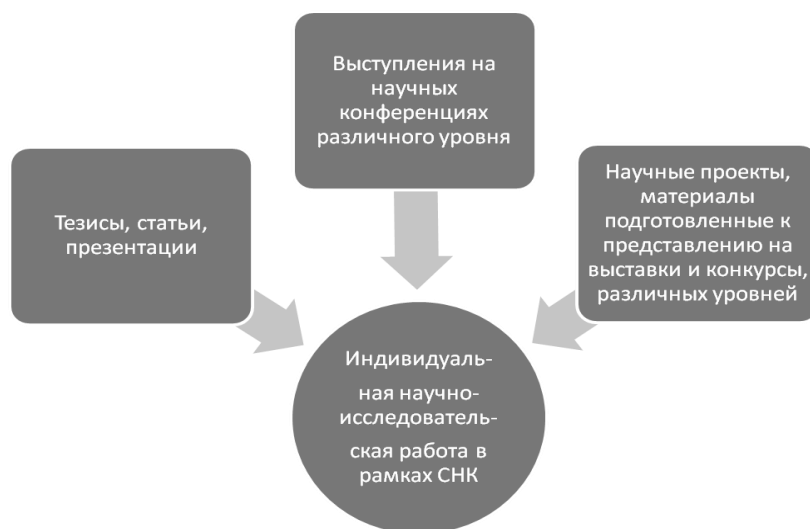 Выступления на
научных
конференциях
различного уровня
Тезисы, статьи,
презентации
Научные проекты,
материалы
подготовленные к
представлению на
выставки и конкурсы,
различных уровней
Индивидуаль-
ная научно-
исследователь-
ская работа в
рамках СНК